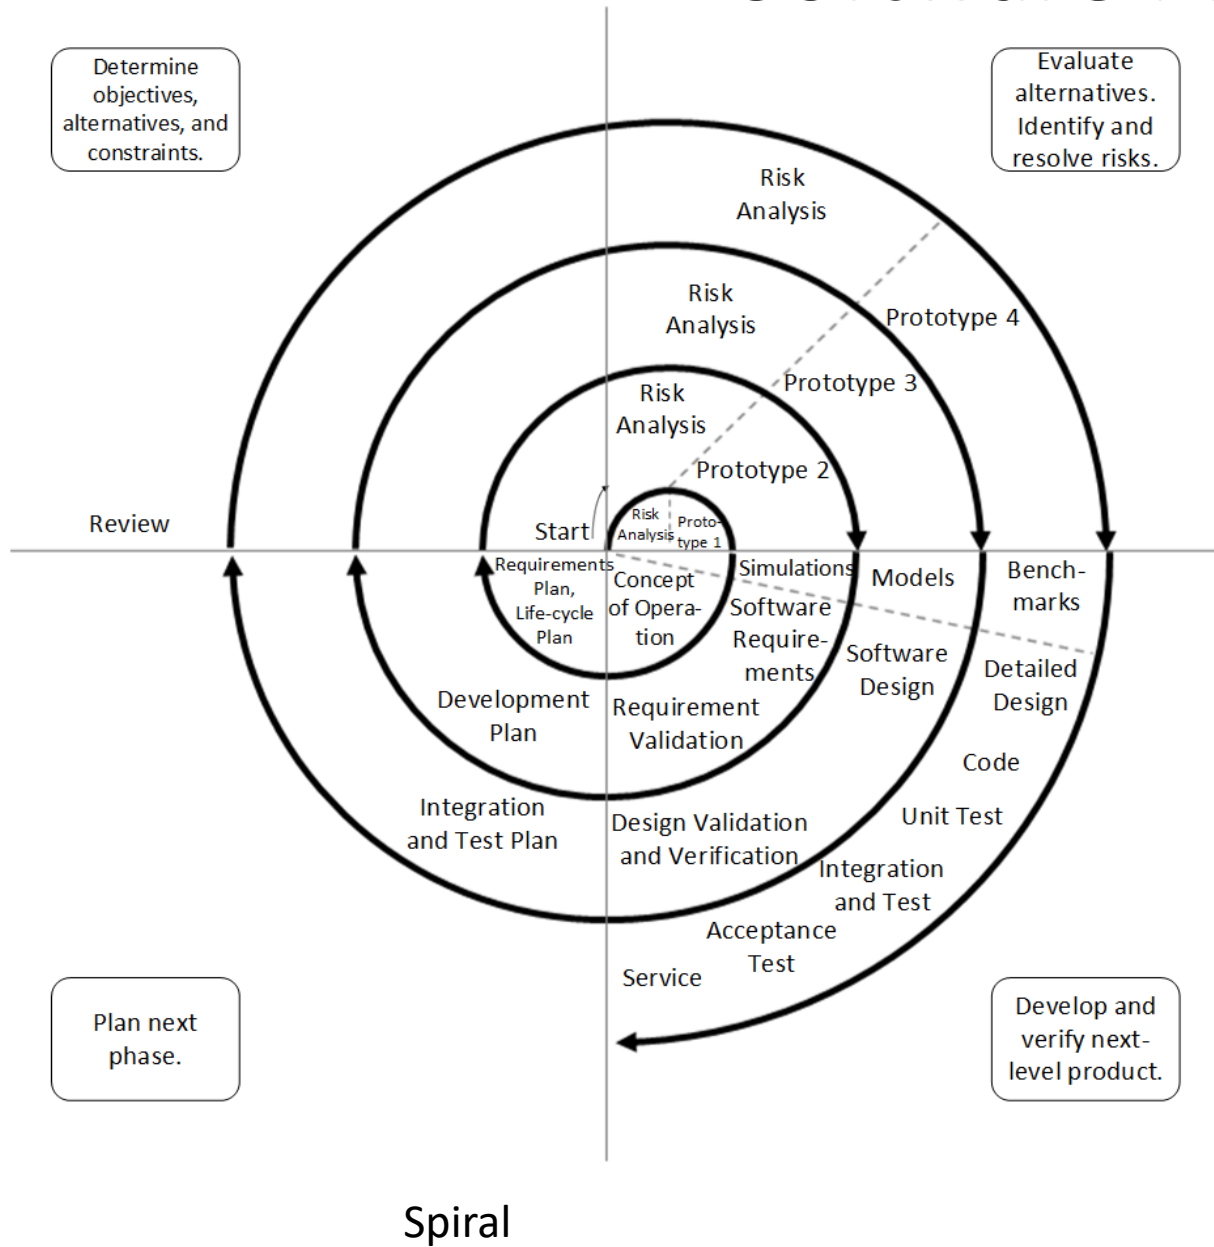 Determine
objectives,
alternatives, and
constraints.
Evaluate
alternatives.
Identify and
resolve risks.
Risk
Analysis
Risk
Analysis
Prototype 4
Prototype 3
Risk
Analysis
Prototype 2
Review
Start
Risk
Analysis
Proto-
type 1
Requirements
Plan,
Life-cycle
Plan
Concept
of Opera-
tion
Simulations
Models
Bench-
marks
Software
Require-
ments
Software
Design
Detailed
Design
Development
Plan
Requirement
Validation
Code
Integration
and Test Plan
Design Validation
and Verification
Unit Test
Integration
and Test
Acceptance
Test
Service
Plan next
phase.
Develop and
verify next-
level product.
Spiral